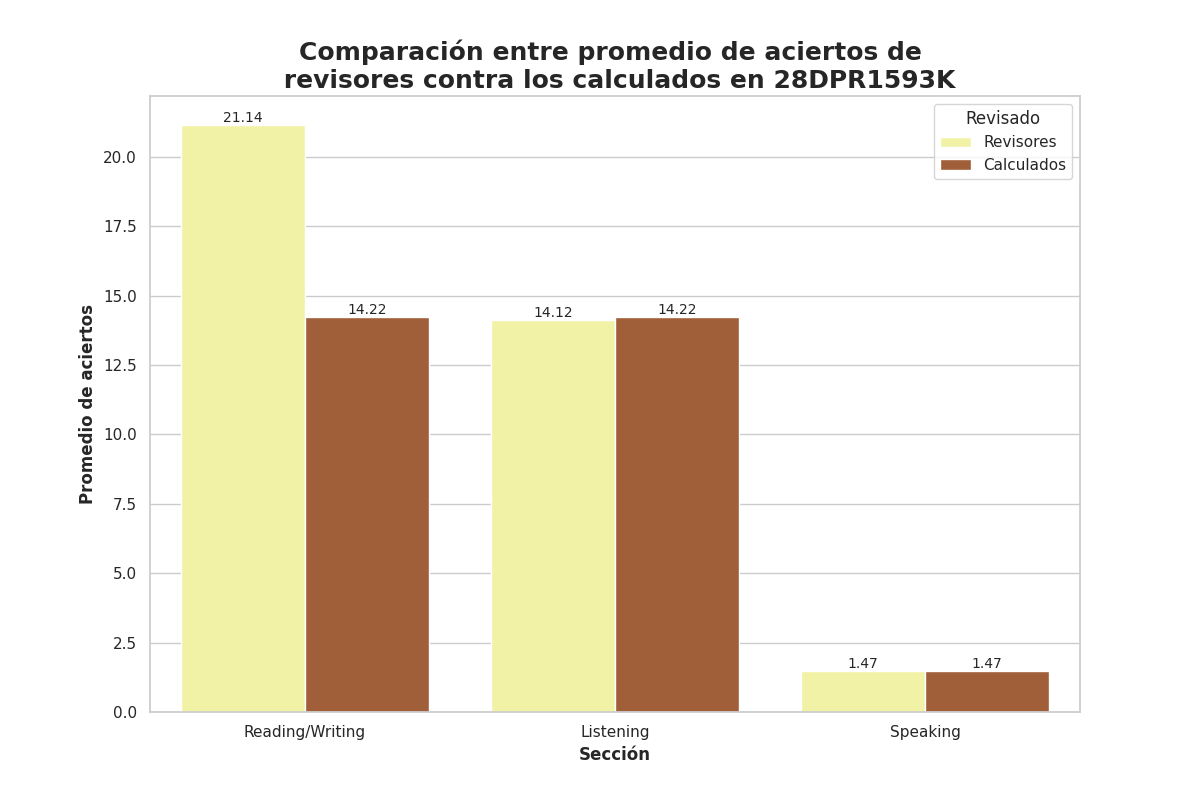 Comparación entre promedio de aciertos de
revisores contra los calculados en 28DPR1593K
Revisado
Revisores
Calculados
Promedio de aciertos
20.0
17.5
15.0
12.5
10.0
7.5
5.0
2.5
0.0
21.14
14.22
14.12
14.22
1.47
1.47
Reading/Writing
Listening
Speaking
Sección